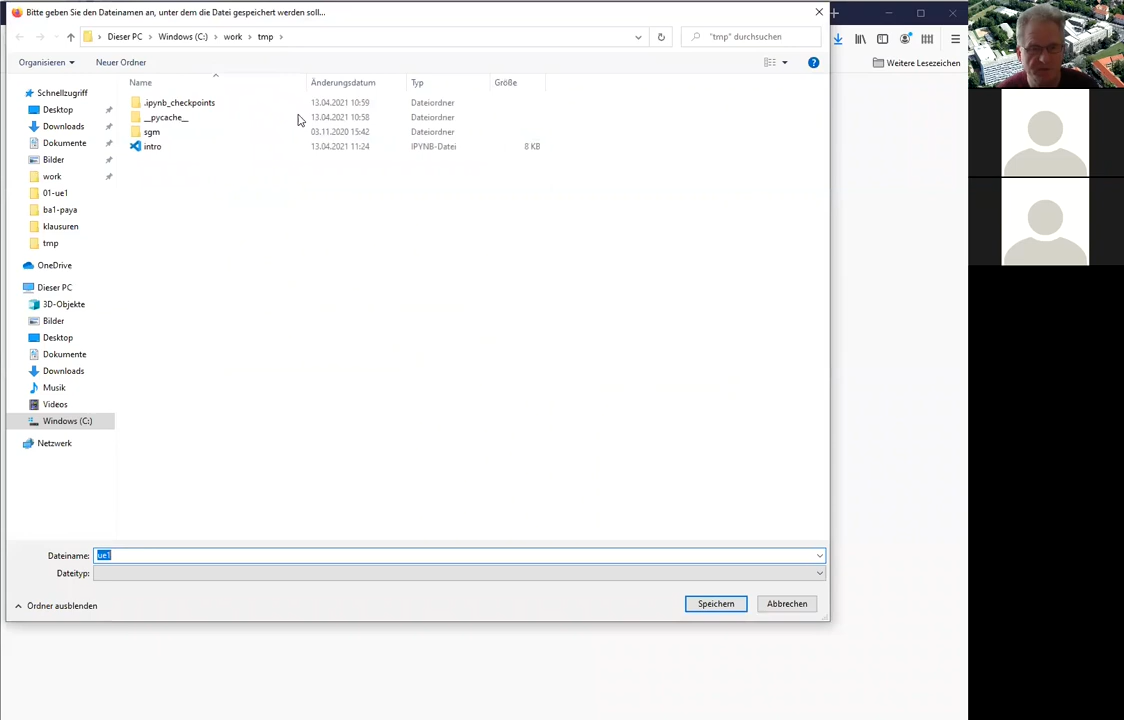 Bitte geben Sie den Dateinamen an, unter dem die Datei gespeichert werden soll...
Dieser PC > Windows (C:) > work > tmp >
"tmp" durchsuchen
Organisieren Neuer Ordner
Weitere Lesezeichen
Name Änderungsdatum Typ Größe
.ipynb_checkpoints 13.04.2021 10:59 Dateiordner
__pycache__ 13.04.2021 10:58 Dateiordner
sgm 03.11.2020 15:42 Dateiordner
intro 13.04.2021 11:24 IPYNB-Datei 8 KB
Schnellzugriff
Desktop
Downloads
Dokumente
Bilder
work
01-ue1
ba1-paya
klausuren
tmp
OneDrive
Dieser PC
3D-Objekte
Bilder
Desktop
Dokumente
Downloads
Musik
Videos
Windows (C:)
Netzwerk
Dateiname: ue1
Dateityp:
Ordner ausblenden
Speichern Abbrechen